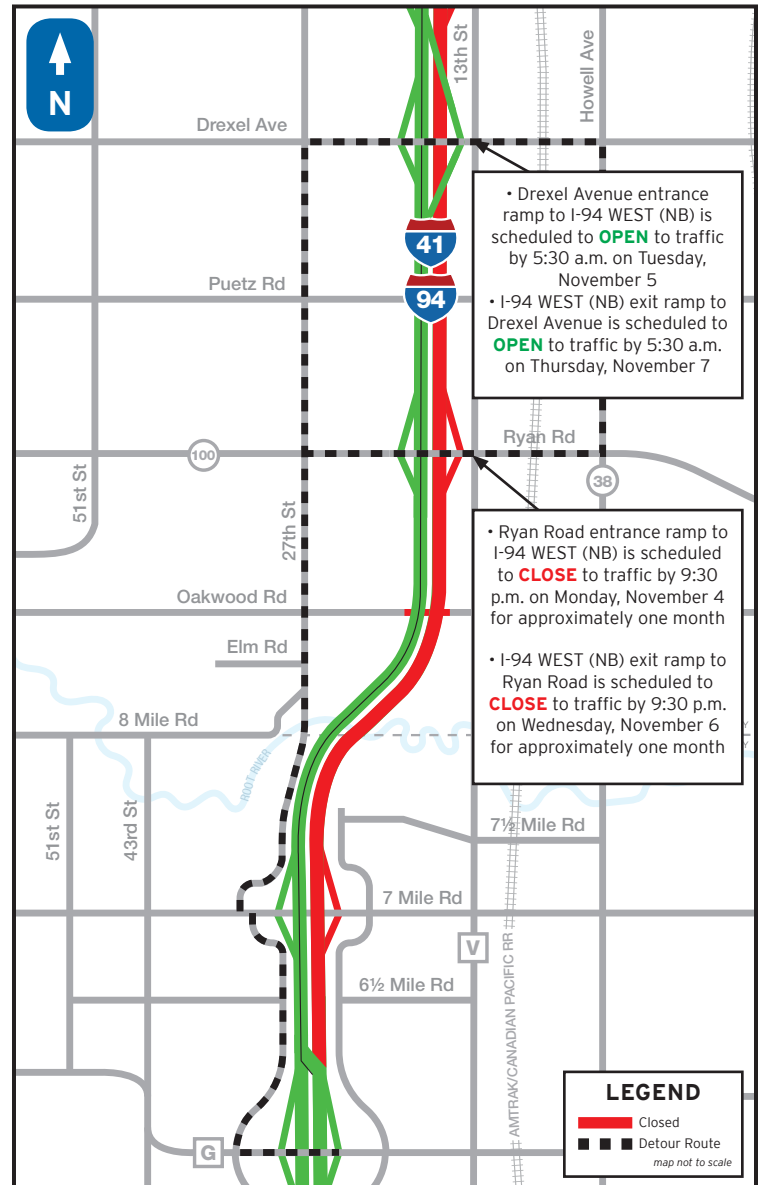 N
13th St
Howell Ave
Drexel Ave
• Drexel Avenue entrance
ramp to I-94 WEST (NB) is
scheduled to OPEN to traffic
by 5:30 a.m. on Tuesday,
November 5
• I-94 WEST (NB) exit ramp to
Drexel Avenue is scheduled to
OPEN to traffic by 5:30 a.m.
on Thursday, November 7
41
Puetz Rd
94
Ryan Rd
100
38
51st St
27th St
• Ryan Road entrance ramp to
I-94 WEST (NB) is scheduled
to CLOSE to traffic by 9:30
p.m. on Monday, November 4
for approximately one month
• I-94 WEST (NB) exit ramp to
Ryan Road is scheduled to
CLOSE to traffic by 9:30 p.m.
on Wednesday, November 6
for approximately one month
Oakwood Rd
Elm Rd
8 Mile Rd
ROOT RIVER
51st St
43rd St
7½ Mile Rd
7 Mile Rd
V
6½ Mile Rd
AMTRAK/CANADIAN PACIFIC RR
G
LEGEND
Closed
Detour Route
map not to scale